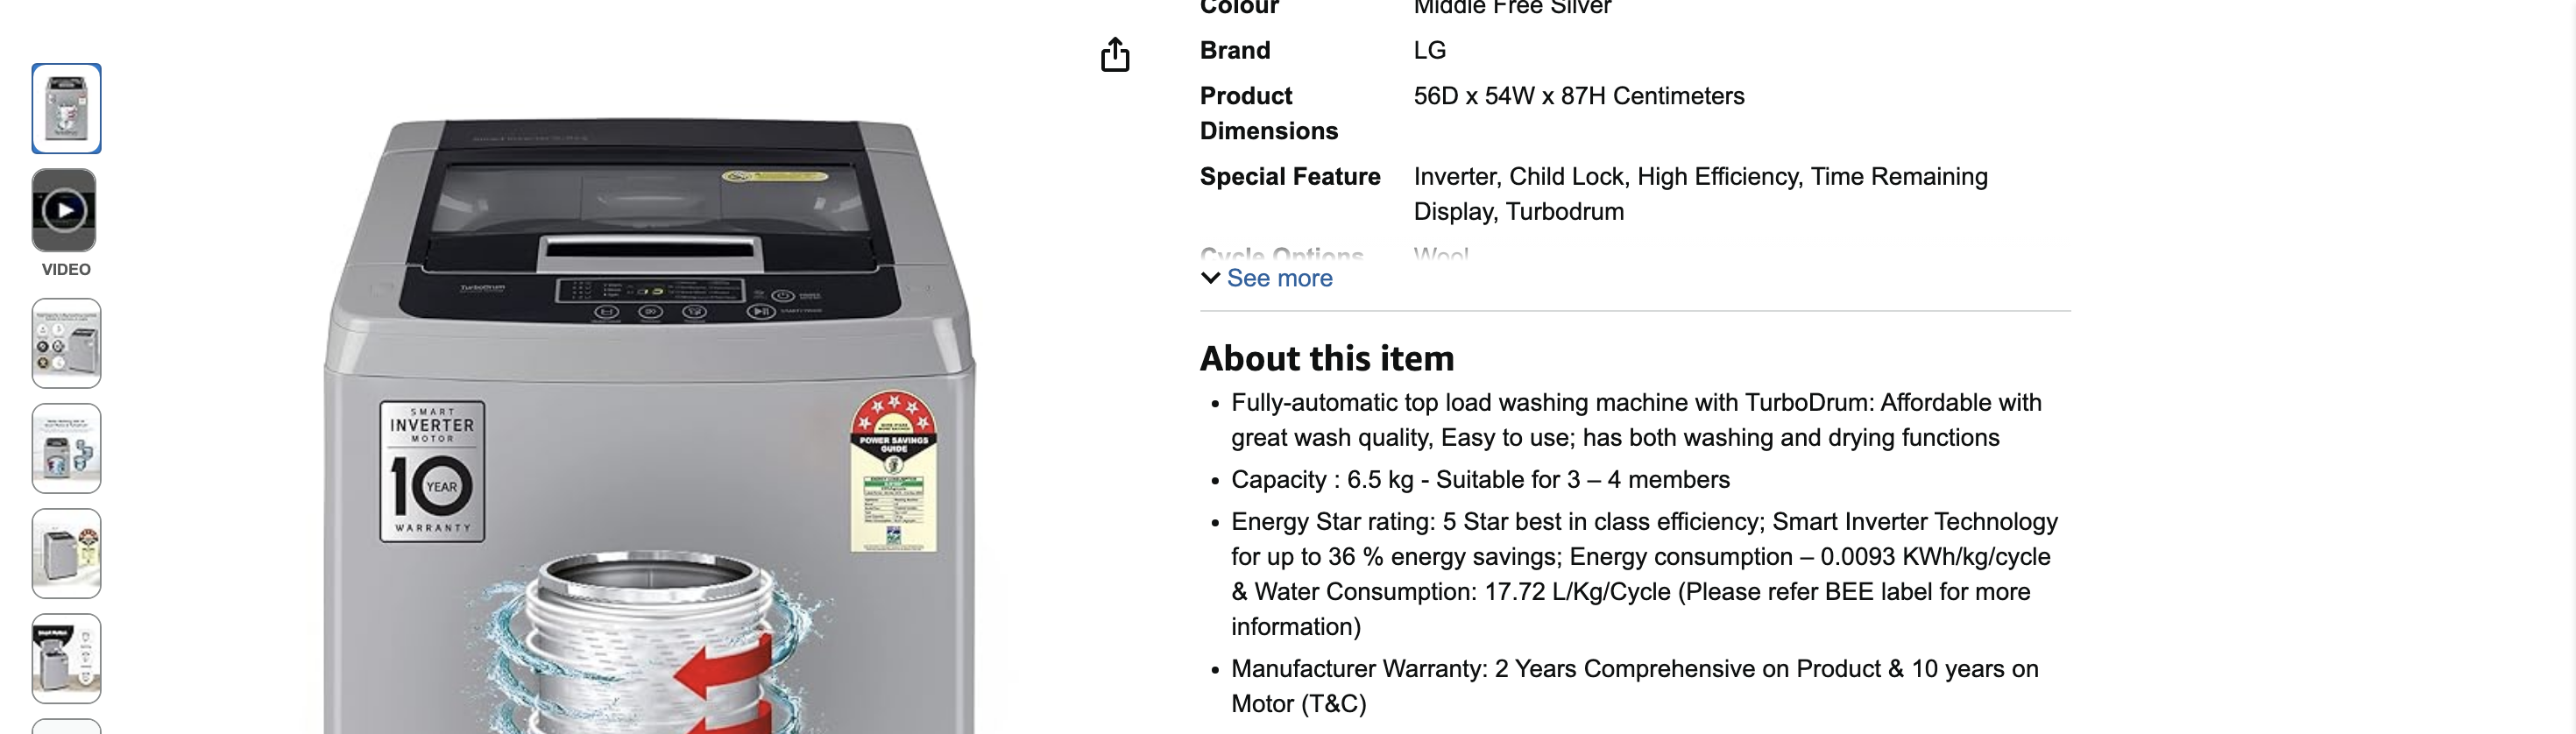 Colour Middle Free Silver
Brand LG
Product Dimensions 56D x 54W x 87H Centimeters
Special Feature Inverter, Child Lock, High Efficiency, Time Remaining
Display, Turbodrum
Cycle Options Wool
See more
About this item
Fully-automatic top load washing machine with TurboDrum: Affordable with
great wash quality, Easy to use; has both washing and drying functions
Capacity : 6.5 kg - Suitable for 3 – 4 members
Energy Star rating: 5 Star best in class efficiency; Smart Inverter Technology
for up to 36 % energy savings; Energy consumption – 0.0093 KWh/kg/cycle
& Water Consumption: 17.72 L/Kg/Cycle (Please refer BEE label for more
information)
Manufacturer Warranty: 2 Years Comprehensive on Product & 10 years on
Motor (T&C)
VIDEO
TurboDrum
SMART
INVERTER
MOTOR
10
YEAR
WARRANTY
POWER SAVINGS
GUIDE